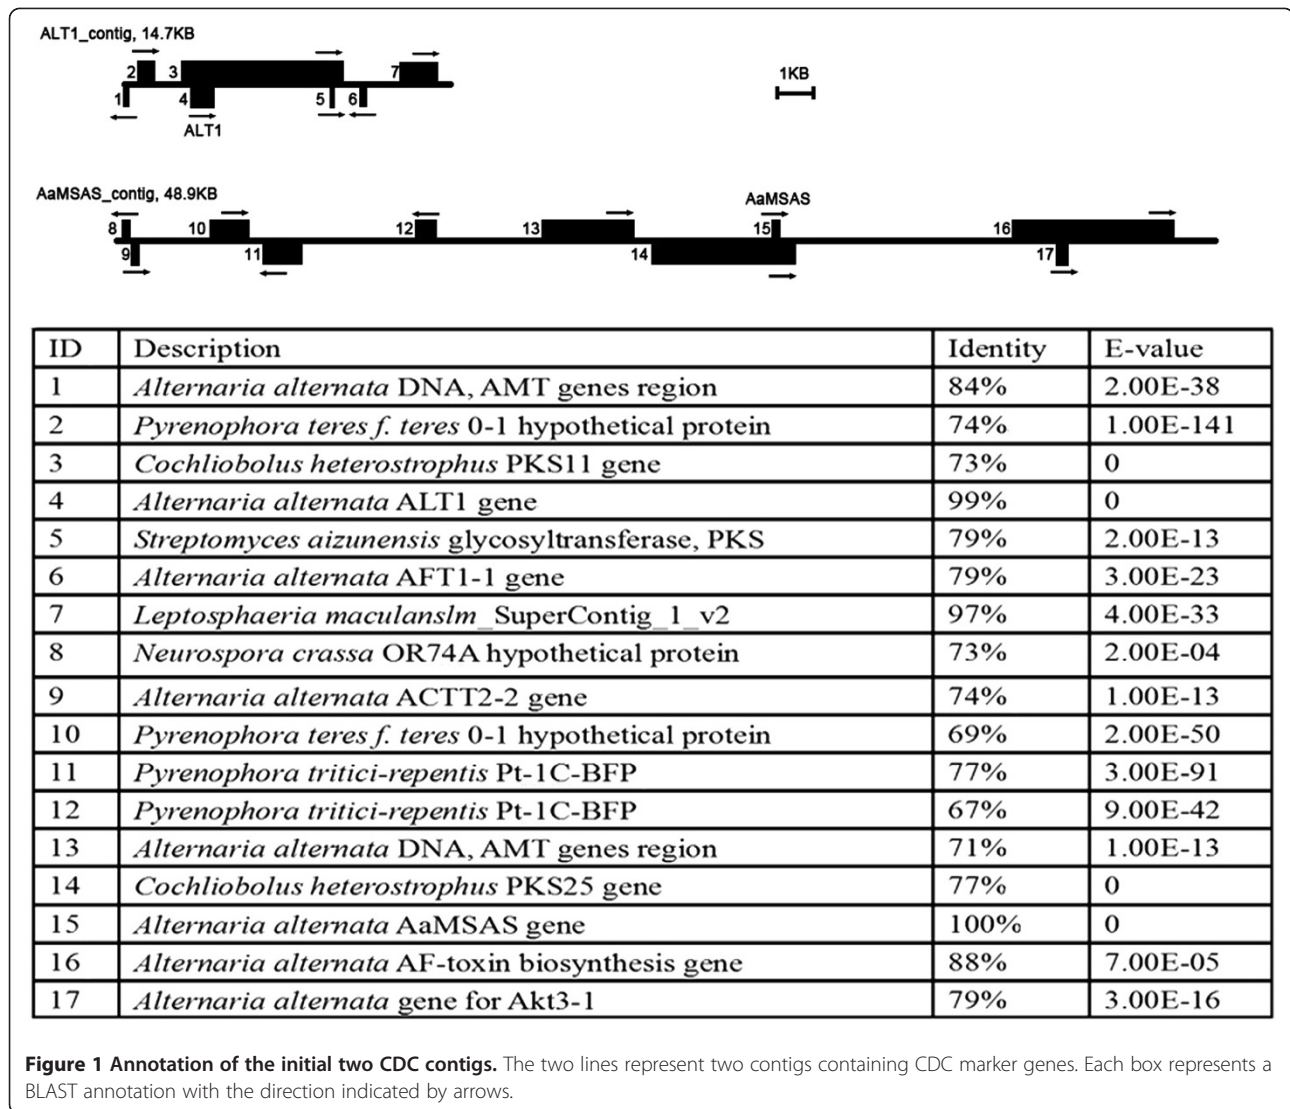 ALT1_contig, 14.7KB
2 3 7
1KB
1 4 5 6
ALT1
AaMSAS_contig, 48.9KB
AaMSAS
8 10 12 13 15 16
9 11 14 17
ID Description Identity E-value
1 Alternaria alternata DNA, AMT genes region 84% 2.00E-38
2 Pyrenophora teres f. teres 0-1 hypothetical protein 74% 1.00E-141
3 Cochliobolus heterostrophus PKS11 gene 73% 0
4 Alternaria alternata ALT1 gene 99% 0
5 Streptomyces aizunensis glycosyltransferase, PKS 79% 2.00E-13
6 Alternaria alternata AFT1-1 gene 79% 3.00E-23
7 Leptosphaeria maculanslm_SuperContig_1_v2 97% 4.00E-33
8 Neurospora crassa OR74A hypothetical protein 73% 2.00E-04
9 Alternaria alternata ACTT2-2 gene 74% 1.00E-13
10 Pyrenophora teres f. teres 0-1 hypothetical protein 69% 2.00E-50
11 Pyrenophora tritici-repentis Pt-1C-BFP 77% 3.00E-91
12 Pyrenophora tritici-repentis Pt-1C-BFP 67% 9.00E-42
13 Alternaria alternata DNA, AMT genes region 71% 1.00E-13
14 Cochliobolus heterostrophus PKS25 gene 77% 0
15 Alternaria alternata AaMSAS gene 100% 0
16 Alternaria alternata AF-toxin biosynthesis gene 88% 7.00E-05
17 Alternaria alternata gene for Akt3-1 79% 3.00E-16
Figure 1 Annotation of the initial two CDC contigs. The two lines represent two contigs containing CDC marker genes. Each box represents a
BLAST annotation with the direction indicated by arrows.